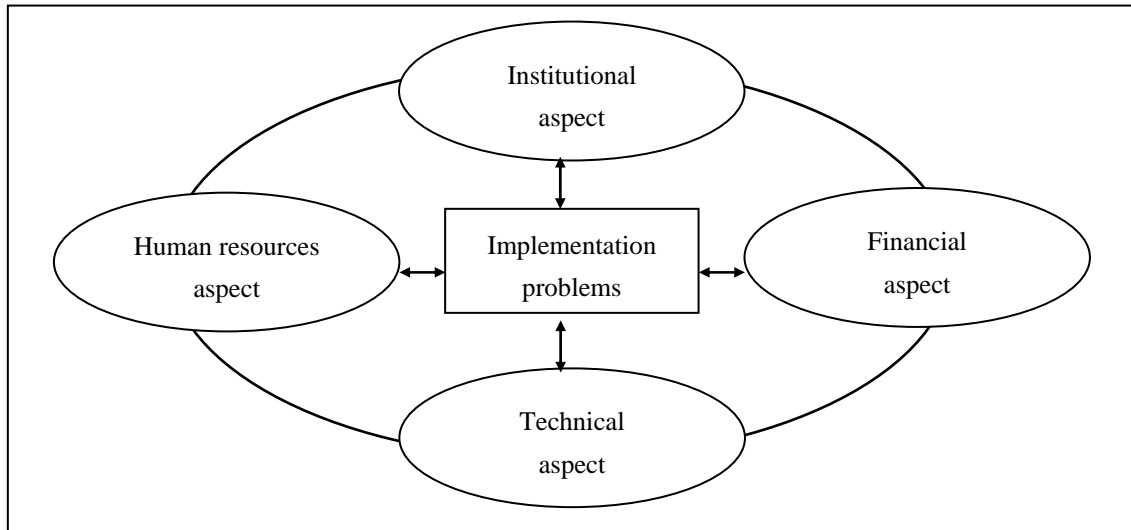 Institutional
aspect
Human resources
aspect
Implementation
problems
Financial
aspect
Technical
aspect